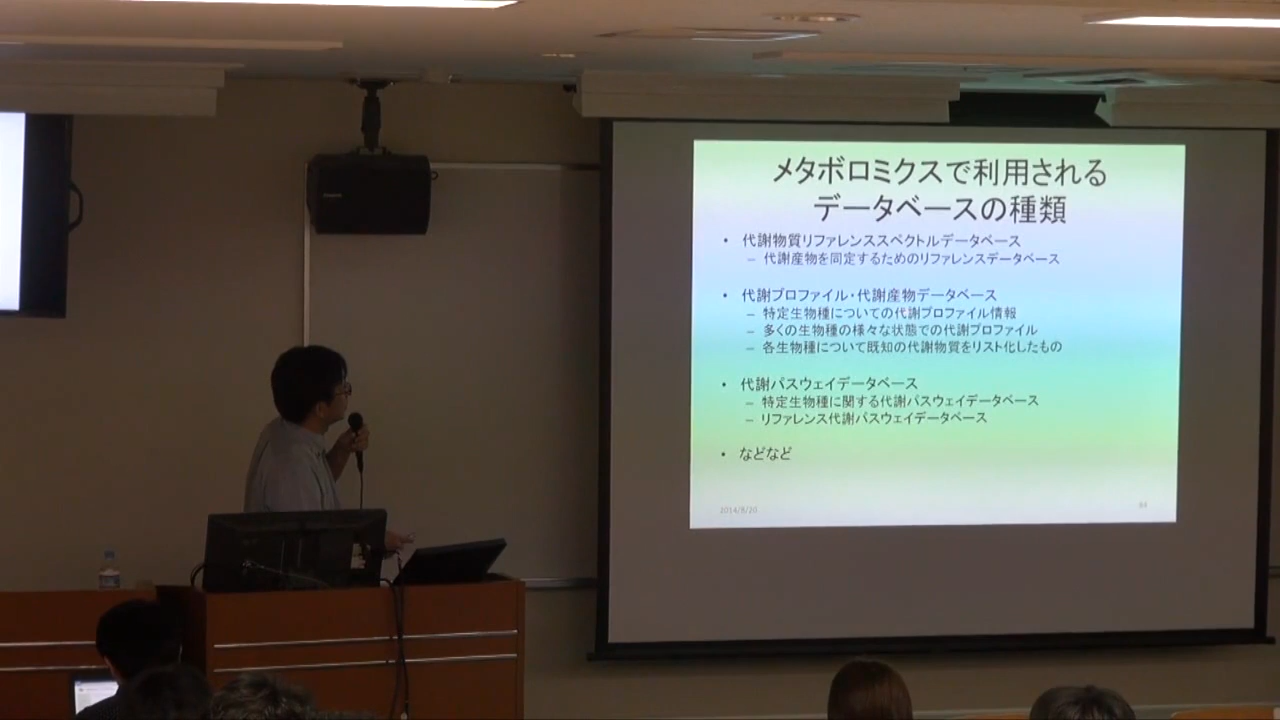 メタボロミクスで利用される
データベースの種類
• 代謝物質リファレンススペクトルデータベース
– 代謝産物を同定するためのリファレンスデータベース
• 代謝プロファイル・代謝産物データベース
– 特定生物種についての代謝プロファイル情報
– 多くの生物種の様々な状態での代謝プロファイル
– 各生物種について既知の代謝物質をリスト化したもの
• 代謝パスウェイデータベース
– 特定生物種に関する代謝パスウェイデータベース
– リファレンス代謝パスウェイデータベース
• などなど
2014/8/20